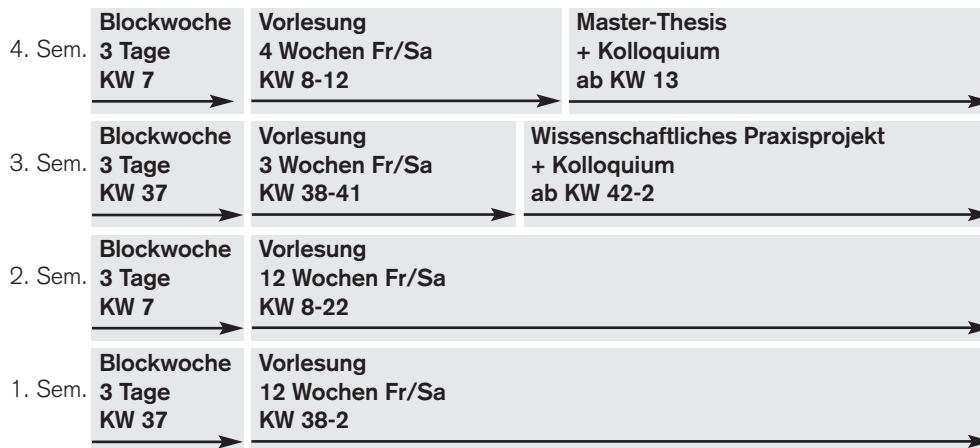 4. Sem.
Blockwoche
3 Tage
KW 7
Vorlesung
4 Wochen Fr/Sa
KW 8-12
Master-Thesis
+ Kolloquium
ab KW 13
3. Sem.
Blockwoche
3 Tage
KW 37
Vorlesung
3 Wochen Fr/Sa
KW 38-41
Wissenschaftliches Praxisprojekt
+ Kolloquium
ab KW 42-2
2. Sem.
Blockwoche
3 Tage
KW 7
Vorlesung
12 Wochen Fr/Sa
KW 8-22
1. Sem.
Blockwoche
3 Tage
KW 37
Vorlesung
12 Wochen Fr/Sa
KW 38-2